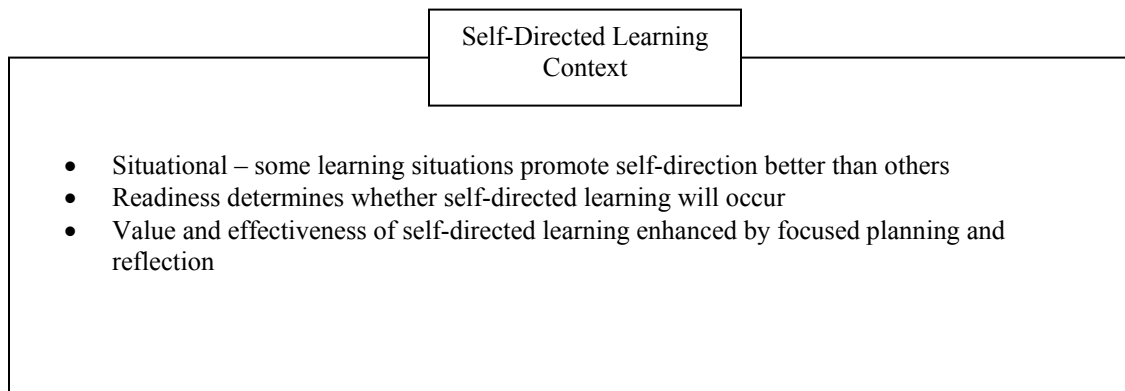 Self-Directed Learning
Context
• Situational – some learning situations promote self-direction better than others
• Readiness determines whether self-directed learning will occur
• Value and effectiveness of self-directed learning enhanced by focused planning and
reflection